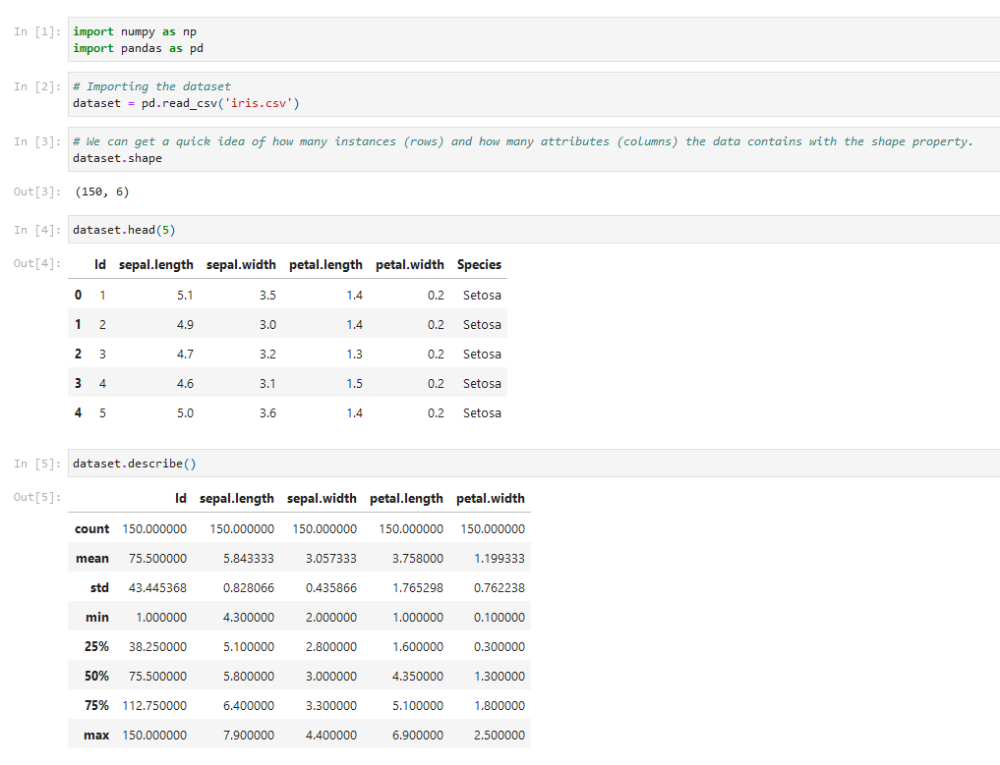 In [1]: import numpy as np
import pandas as pd
In [2]: # Importing the dataset
dataset = pd.read_csv('iris.csv')
In [3]: # We can get a quick idea of how many instances (rows) and how many attributes (columns) the data contains with the shape property.
dataset.shape
Out[3]: (150, 6)
In [4]: dataset.head(5)
Out[4]: Id sepal.length sepal.width petal.length petal.width Species
0 1 5.1 3.5 1.4 0.2 Setosa
1 2 4.9 3.0 1.4 0.2 Setosa
2 3 4.7 3.2 1.3 0.2 Setosa
3 4 4.6 3.1 1.5 0.2 Setosa
4 5 5.0 3.6 1.4 0.2 Setosa
In [5]: dataset.describe()
Out[5]: Id sepal.length sepal.width petal.length petal.width
count 150.000000 150.000000 150.000000 150.000000 150.000000
mean 75.500000 5.843333 3.057333 3.758000 1.199333
std 43.445368 0.828066 0.435866 1.765298 0.762238
min 1.000000 4.300000 2.000000 1.000000 0.100000
25% 38.250000 5.100000 2.800000 1.600000 0.300000
50% 75.500000 5.800000 3.000000 4.350000 1.300000
75% 112.750000 6.400000 3.300000 5.100000 1.800000
max 150.000000 7.900000 4.400000 6.900000 2.500000